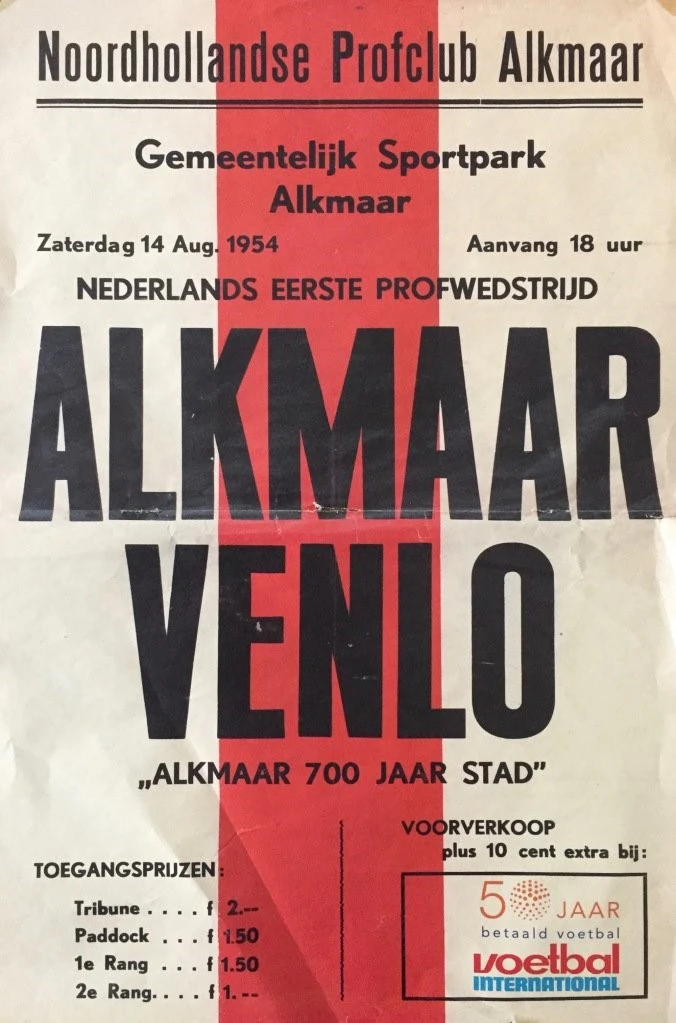 Noordhollandse Profclub Alkmaar
Gemeentelijk Sportpark
Alkmaar
Zaterdag 14 Aug. 1954 Aanvang 18 uur
NEDERLANDS EERSTE PROFWEDSTRIJD
ALKMAAR
VENLO
„ALKMAAR 700 JAAR STAD”
TOEGANGSPRIJZEN:
Tribune . . . . f 2.--
Paddock . . . f 1.50
1e Rang . . . f 1.50
2e Rang. . . . f 1. --
VOORVERKOOP
plus 10 cent extra bij:
50 JAAR
betaald voetbal
voetbal
INTERNATIONAL